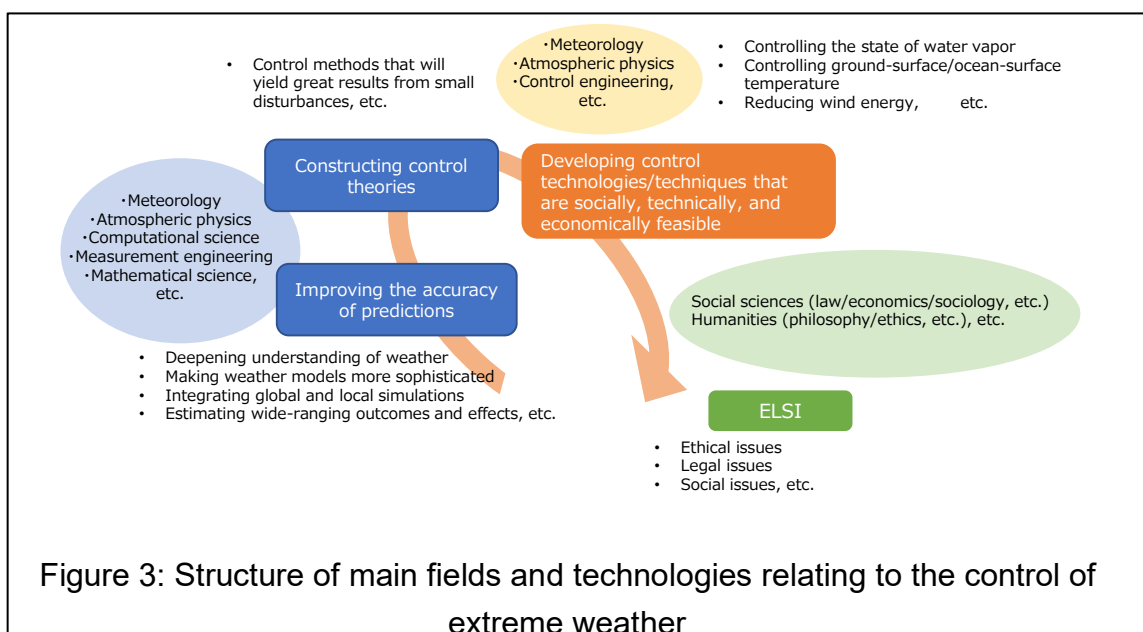 • Control methods that will
yield great results from small
disturbances, etc.
・Meteorology
・Atmospheric physics
・Control engineering,
etc.
• Controlling the state of water vapor
• Controlling ground-surface/ocean-surface
temperature
• Reducing wind energy, etc.
Constructing control
theories
Developing control
technologies/techniques that
are socially, technically, and
economically feasible
・Meteorology
・Atmospheric physics
・Computational science
・Measurement engineering
・Mathematical science,
etc.
Improving the accuracy
of predictions
Social sciences (law/economics/sociology, etc.)
Humanities (philosophy/ethics, etc.), etc.
• Deepening understanding of weather
• Making weather models more sophisticated
• Integrating global and local simulations
• Estimating wide-ranging outcomes and effects, etc.
ELSI
• Ethical issues
• Legal issues
• Social issues, etc.
Figure 3: Structure of main fields and technologies relating to the control of
extreme weather